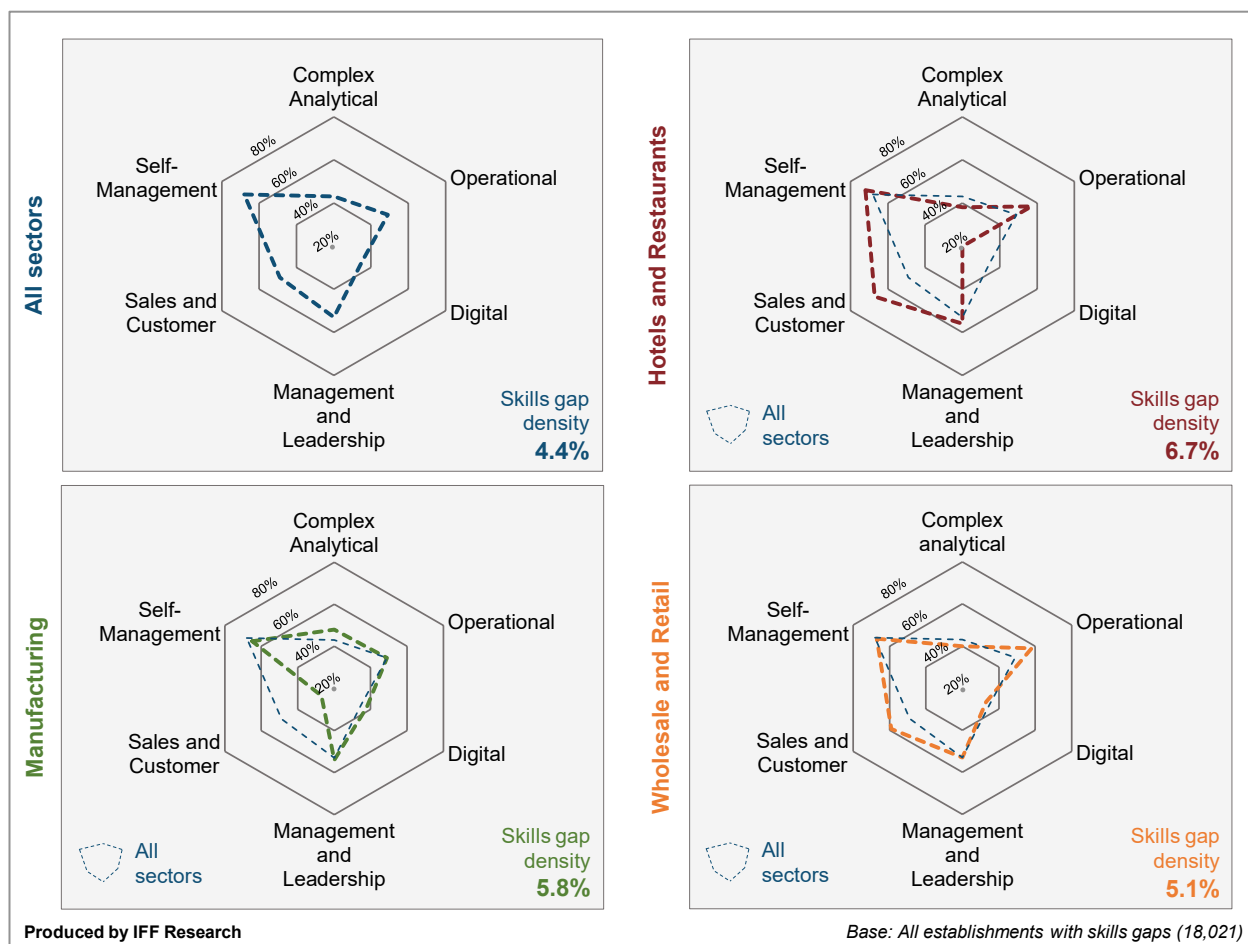 All sectors
Complex
Analytical
80%
Self-
Management
60%
Operational
40%
20%
Sales and
Customer
Digital
Management
and
Leadership
Skills gap
density
4.4%
Hotels and Restaurants
Complex
Analytical
80%
Self-
Management
60%
Operational
40%
20%
Sales and
Customer
Digital
Management
and
Leadership
All
sectors
Skills gap
density
6.7%
Manufacturing
Complex
Analytical
80%
Self-
Management
60%
Operational
40%
20%
Sales and
Customer
Digital
Management
and
Leadership
All
sectors
Skills gap
density
5.8%
Wholesale and Retail
Complex
analytical
80%
Self-
Management
60%
Operational
40%
20%
Sales and
Customer
Digital
Management
and
Leadership
All
sectors
Skills gap
density
5.1%
Produced by IFF Research
Base: All establishments with skills gaps (18,021)